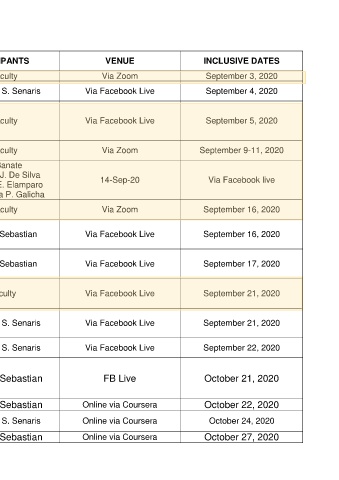 PANTS VENUE INCLUSIVE DATES
culty Via Zoom September 3, 2020
S. Senaris Via Facebook Live September 4, 2020
culty Via Facebook Live September 5, 2020
culty Via Zoom September 9-11, 2020
anate
J. De Silva
E. Elamparo
a P. Galicha
14-Sep-20 Via Facebook live
culty Via Zoom September 16, 2020
Sebastian Via Facebook Live September 16, 2020
Sebastian Via Facebook Live September 17, 2020
culty Via Facebook Live September 21, 2020
S. Senaris Via Facebook Live September 21, 2020
S. Senaris Via Facebook Live September 22, 2020
Sebastian FB Live October 21, 2020
Sebastian Online via Coursera October 22, 2020
S. Senaris Online via Coursera October 24, 2020
Sebastian Online via Coursera October 27, 2020